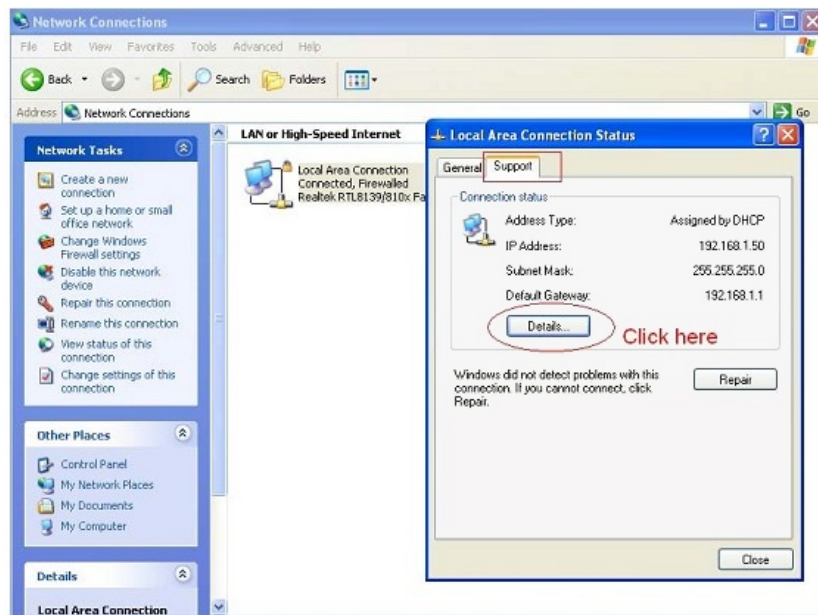 Network Connections
File Edit View Favorites Tools Advanced Help
Back Search Folders
Address Network Connections Go
Network Tasks
Create a new
connection
Set up a home or small
office network
Change Windows
Firewall settings
Disable this network
device
Repair this connection
Rename this connection
View status of this
connection
Change settings of this
connection
Other Places
Control Panel
My Network Places
My Documents
My Computer
Details
Local Area Connection
LAN or High-Speed Internet
Local Area Connection
Connected, Firewalled
Realtek RTL8139/810x Fa
Local Area Connection Status
General Support
Connection status
Address Type: Assigned by DHCP
IP Address: 192.168.1.50
Subnet Mask: 255.255.255.0
Default Gateway: 192.168.1.1
Details... Click here
Windows did not detect problems with this
connection. If you cannot connect, click
Repair.
Repair
Close